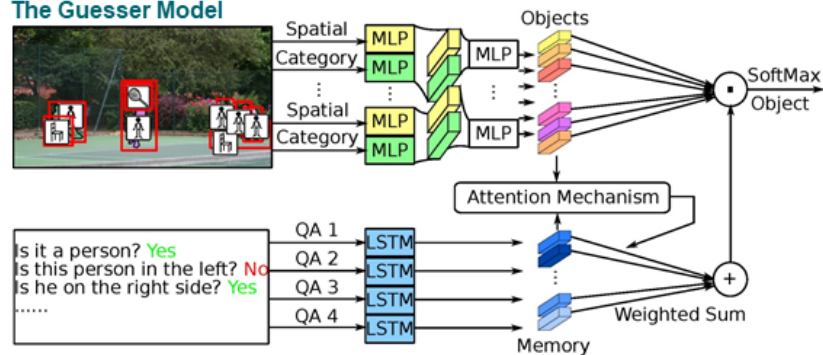 The Guesser Model
Spatial
Category
Spatial
Category
MLP
MLP
MLP
MLP
MLP
MLP
Objects
SoftMax
Object
Attention Mechanism
Is it a person? Yes
Is this person in the left? No
Is he on the right side? Yes
......
QA 1
QA 2
QA 3
QA 4
LSTM
LSTM
LSTM
LSTM
Memory
Weighted Sum